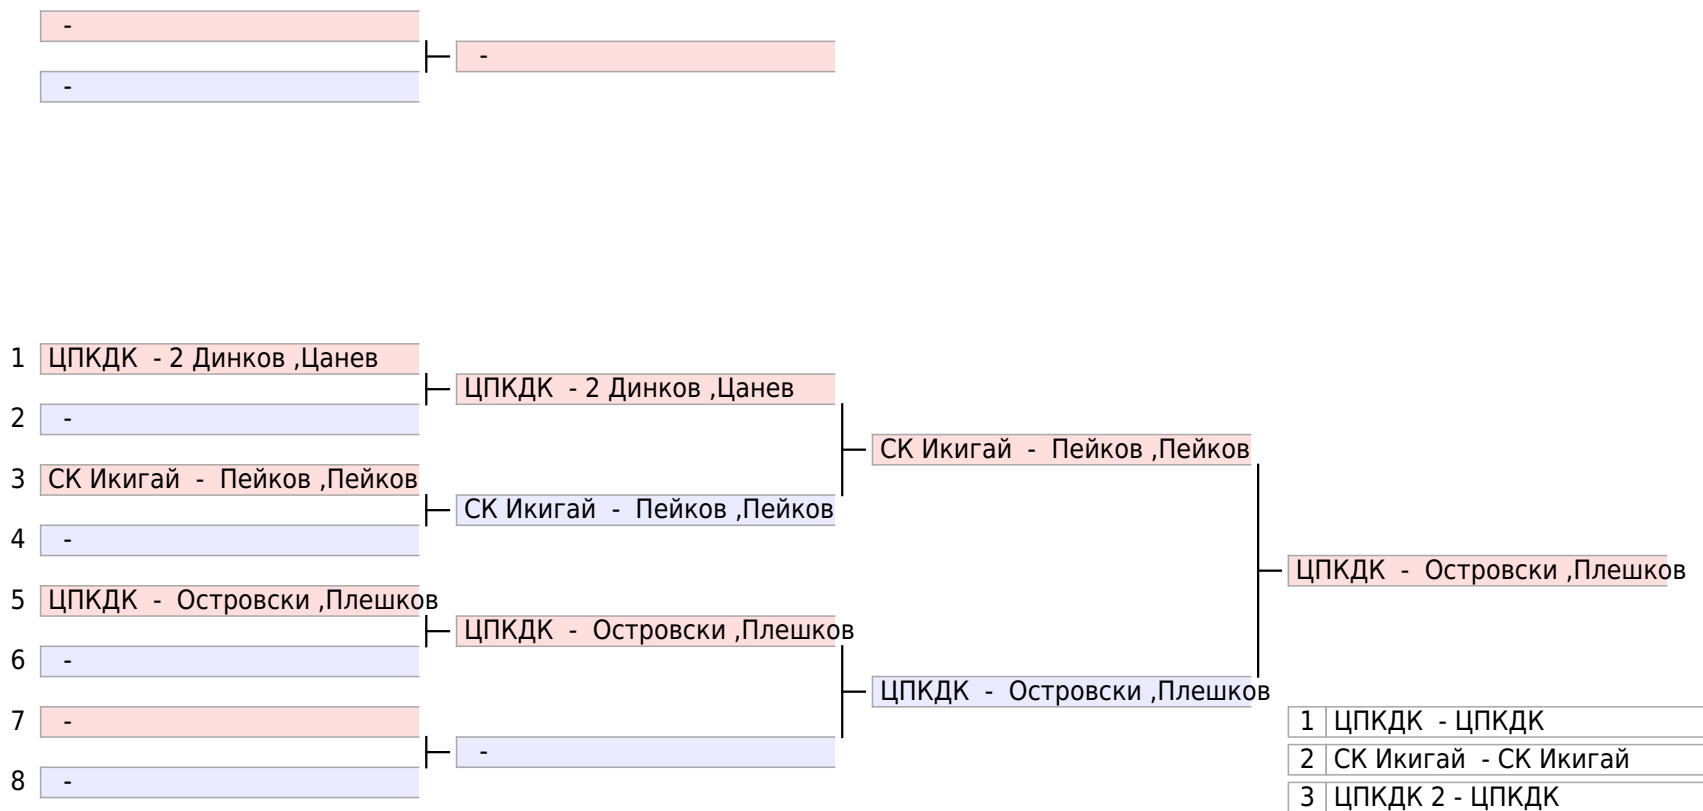 -
-
-
1 ЦПКДК - 2 Динков ,Цанев
ЦПКДК - 2 Динков ,Цанев
2 -
СК Икигай - Пейков ,Пейков
3 СК Икигай - Пейков ,Пейков
СК Икигай - Пейков ,Пейков
4 -
ЦПКДК - Островски ,Плешков
5 ЦПКДК - Островски ,Плешков
ЦПКДК - Островски ,Плешков
6 -
ЦПКДК - Островски ,Плешков
7 -
1 ЦПКДК - ЦПКДК
-
2 СК Икигай - СК Икигай
8 -
3 ЦПКДК 2 - ЦПКДК